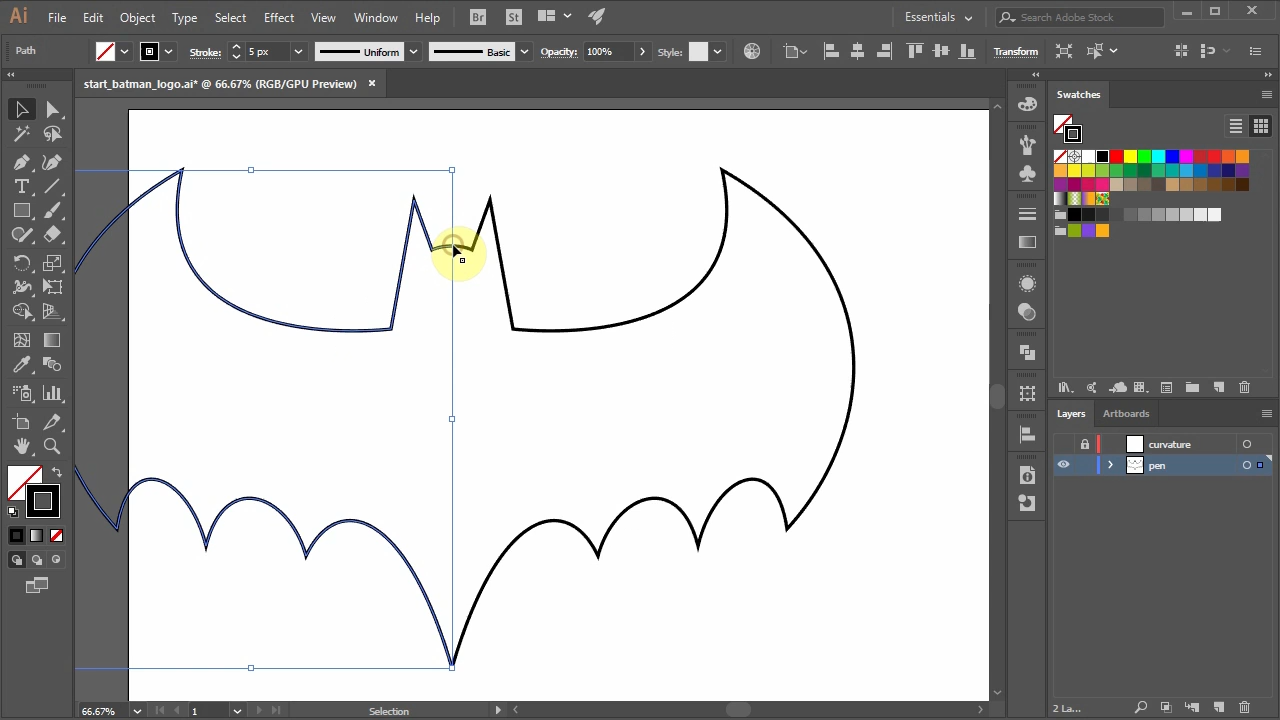 Ai File Edit Object Type Select Effect View Window Help Br St Essentials Search Adobe Stock
Path Stroke: 5 px Uniform Basic Opacity: 100% Style: Transform
start_batman_logo.ai* @ 66.67% (RGB/GPU Preview)
Swatches
Layers Artboards
curvature
pen
2 La...
66.67% 1 Selection